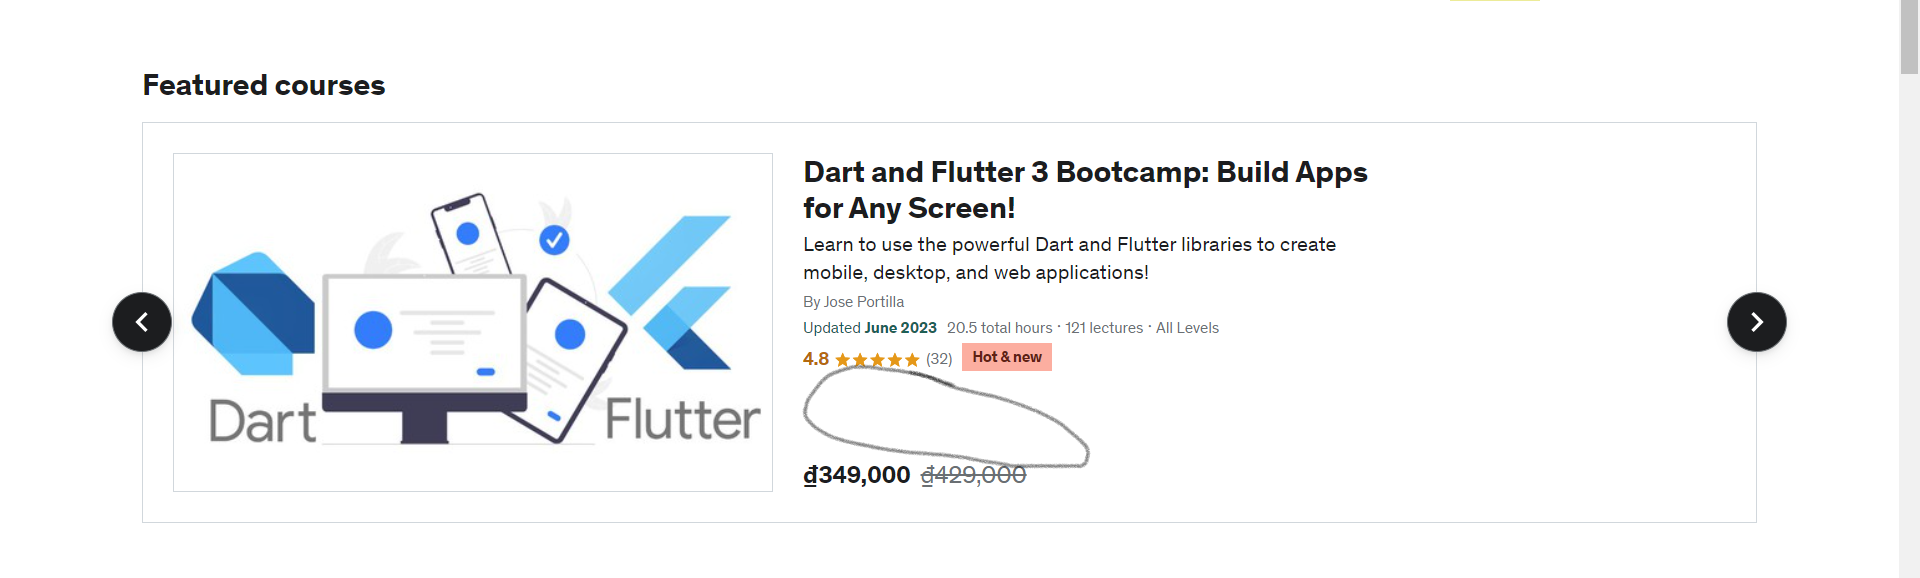 Featured courses
Dart
Flutter
Dart and Flutter 3 Bootcamp: Build Apps
for Any Screen!
Learn to use the powerful Dart and Flutter libraries to create
mobile, desktop, and web applications!
By Jose Portilla
Updated June 2023 20.5 total hours · 121 lectures · All Levels
4.8 (32) Hot & new
₫349,000 ₫429,000